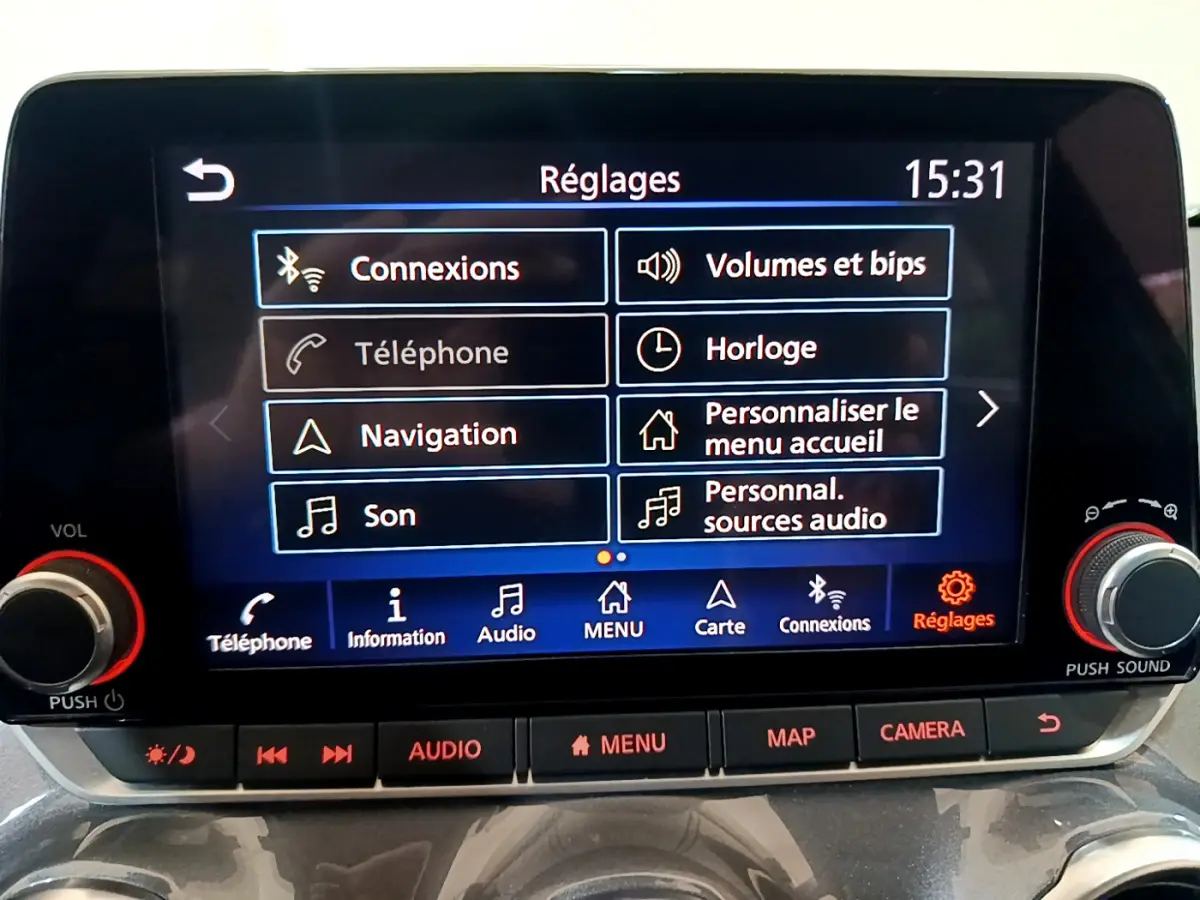 Réglages
15:31
Connexions
Volumes et bips
Téléphone
Horloge
Navigation
Personnaliser le
menu accueil
Son
Personnal.
sources audio
Téléphone
Information
Audio
MENU
Carte
Connexions
Réglages
VOL
PUSH
PUSH SOUND
AUDIO
MENU
MAP
CAMERA